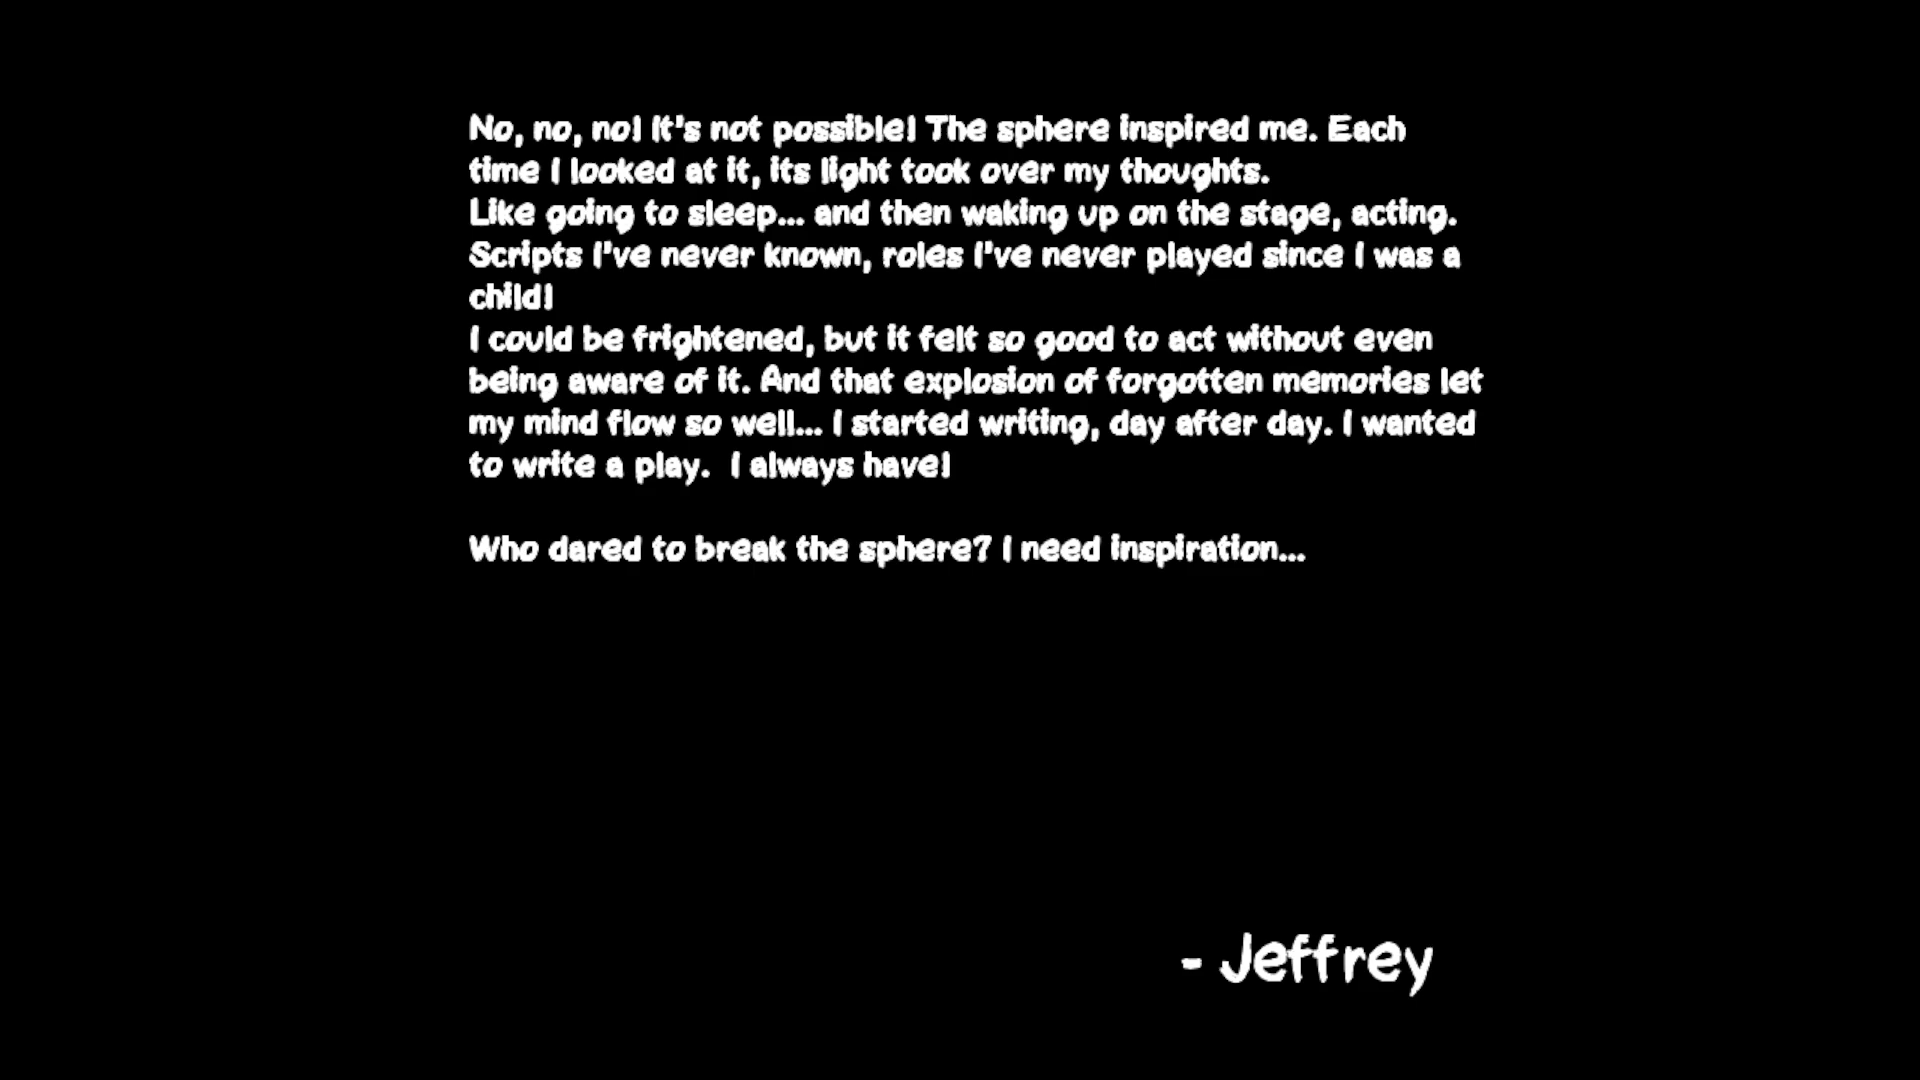 No, no, no! It's not possible! The sphere inspired me. Each
time I looked at it, its light took over my thoughts.
Like going to sleep... and then waking up on the stage, acting.
Scripts I've never known, roles I've never played since I was a
child!
I could be frightened, but it felt so good to act without even
being aware of it. And that explosion of forgotten memories let
my mind flow so well... I started writing, day after day. I wanted
to write a play.  I always have!
Who dared to break the sphere? I need inspiration...
- Jeffrey